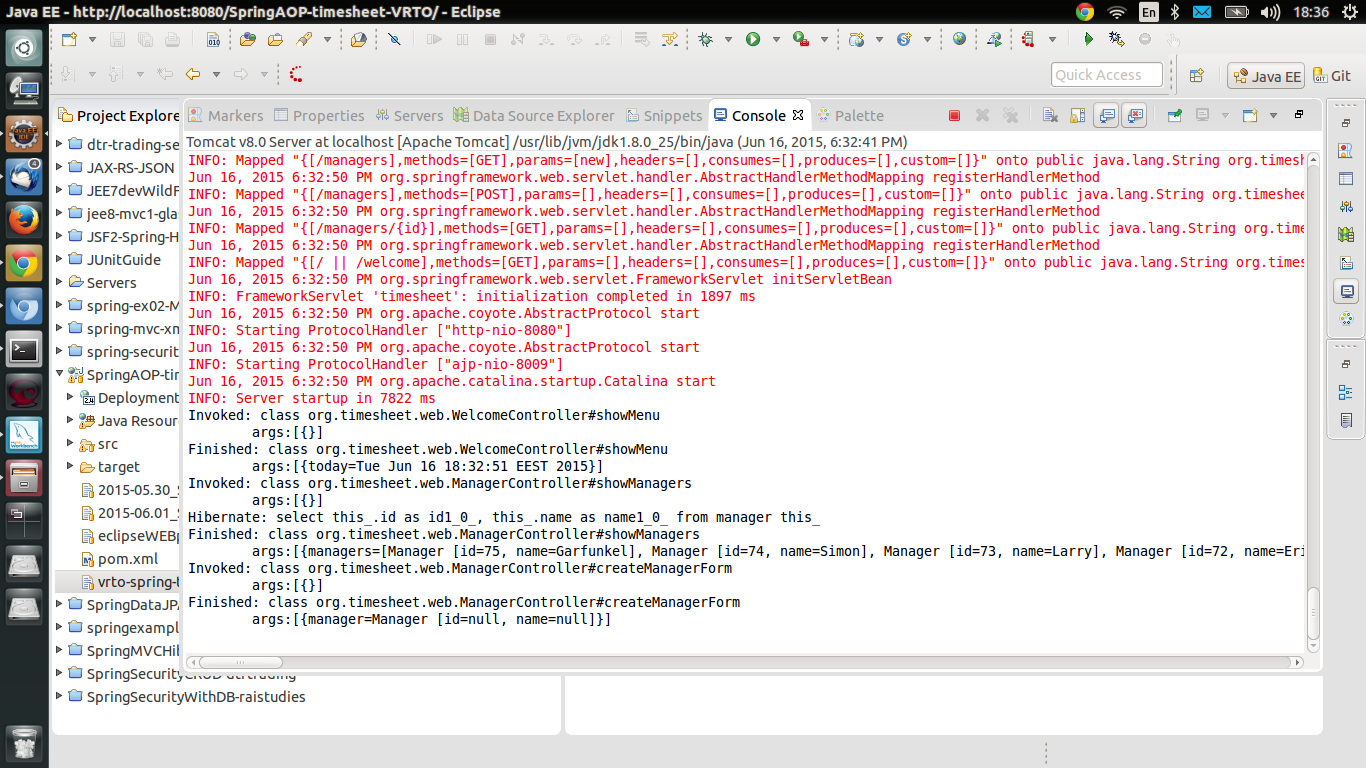 Java EE - http://localhost:8080/SpringAOP-timesheet-VRTO/ - Eclipse
En
18:36
Quick Access
Java EE
Git
Project Explore
Markers
Properties
Servers
Data Source Explorer
Snippets
Console
Palette
Tomcat v8.0 Server at localhost [Apache Tomcat] /usr/lib/jvm/jdk1.8.0_25/bin/java (Jun 16, 2015, 6:32:41 PM)
dtr-trading-se
JAX-RS-JSON
JEE7devWildF
jee8-mvc1-gla
JSF2-Spring-H
JUnitGuide
Servers
spring-ex02-M
spring-mvc-xm
spring-securit
SpringAOP-tim
Deployment
Java Resour
src
target
2015-05.30_S
2015-06.01_S
eclipseWEBp
pom.xml
vrto-spring-b
SpringDataJPA
springexampl
SpringMVCHib
SpringSecurityCRUD-dtrtrading
SpringSecurityWithDB-raistudies
INFO: Mapped "{[/managers],methods=[GET],params=[new],headers=[],consumes=[],produces=[],custom=[]}" onto public java.lang.String org.timesh
Jun 16, 2015 6:32:50 PM org.springframework.web.servlet.handler.AbstractHandlerMethodMapping registerHandlerMethod
INFO: Mapped "{[/managers],methods=[POST],params=[],headers=[],consumes=[],produces=[],custom=[]}" onto public java.lang.String org.timeshee
Jun 16, 2015 6:32:50 PM org.springframework.web.servlet.handler.AbstractHandlerMethodMapping registerHandlerMethod
INFO: Mapped "{[/managers/{id}],methods=[GET],params=[],headers=[],consumes=[],produces=[],custom=[]}" onto public java.lang.String org.time
Jun 16, 2015 6:32:50 PM org.springframework.web.servlet.handler.AbstractHandlerMethodMapping registerHandlerMethod
INFO: Mapped "{[/ || /welcome],methods=[GET],params=[],headers=[],consumes=[],produces=[],custom=[]}" onto public java.lang.String org.times
Jun 16, 2015 6:32:50 PM org.springframework.web.servlet.FrameworkServlet initServletBean
INFO: FrameworkServlet 'timesheet': initialization completed in 1897 ms
Jun 16, 2015 6:32:50 PM org.apache.coyote.AbstractProtocol start
INFO: Starting ProtocolHandler ["http-nio-8080"]
Jun 16, 2015 6:32:50 PM org.apache.coyote.AbstractProtocol start
INFO: Starting ProtocolHandler ["ajp-nio-8009"]
Jun 16, 2015 6:32:50 PM org.apache.catalina.startup.Catalina start
INFO: Server startup in 7822 ms
Invoked: class org.timesheet.web.WelcomeController#showMenu
args:[{}]
Finished: class org.timesheet.web.WelcomeController#showMenu
args:[{today=Tue Jun 16 18:32:51 EEST 2015}]
Invoked: class org.timesheet.web.ManagerController#showManagers
args:[{}]
Hibernate: select this_.id as id1_0_, this_.name as name1_0_ from manager this_
Finished: class org.timesheet.web.ManagerController#showManagers
args:[{managers=[Manager [id=75, name=Garfunkel], Manager [id=74, name=Simon], Manager [id=73, name=Larry], Manager [id=72, name=Eri
Invoked: class org.timesheet.web.ManagerController#createManagerForm
args:[{}]
Finished: class org.timesheet.web.ManagerController#createManagerForm
args:[{manager=Manager [id=null, name=null]}]